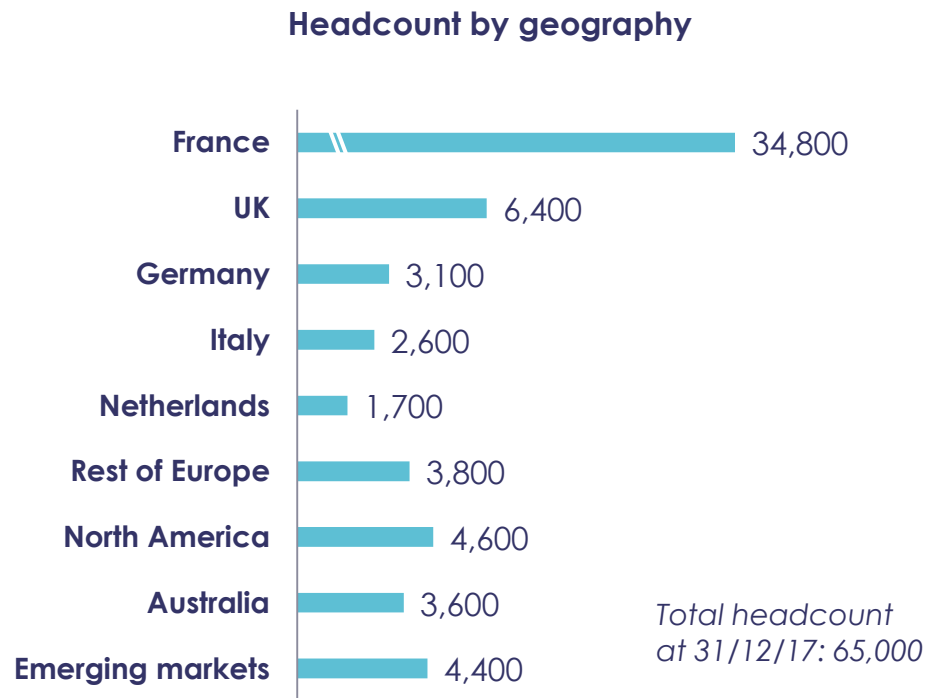 Headcount by geography
France 34,800
UK 6,400
Germany 3,100
Italy 2,600
Netherlands 1,700
Rest of Europe 3,800
North America 4,600
Australia 3,600
Emerging markets 4,400
Total headcount
at 31/12/17: 65,000